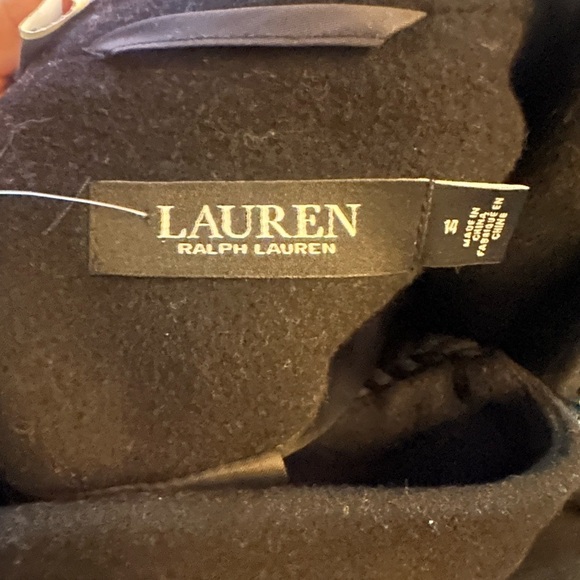 LAUREN
RALPH LAUREN
14
MADE IN
CHINA
FABRIQUÉ EN
CHINE